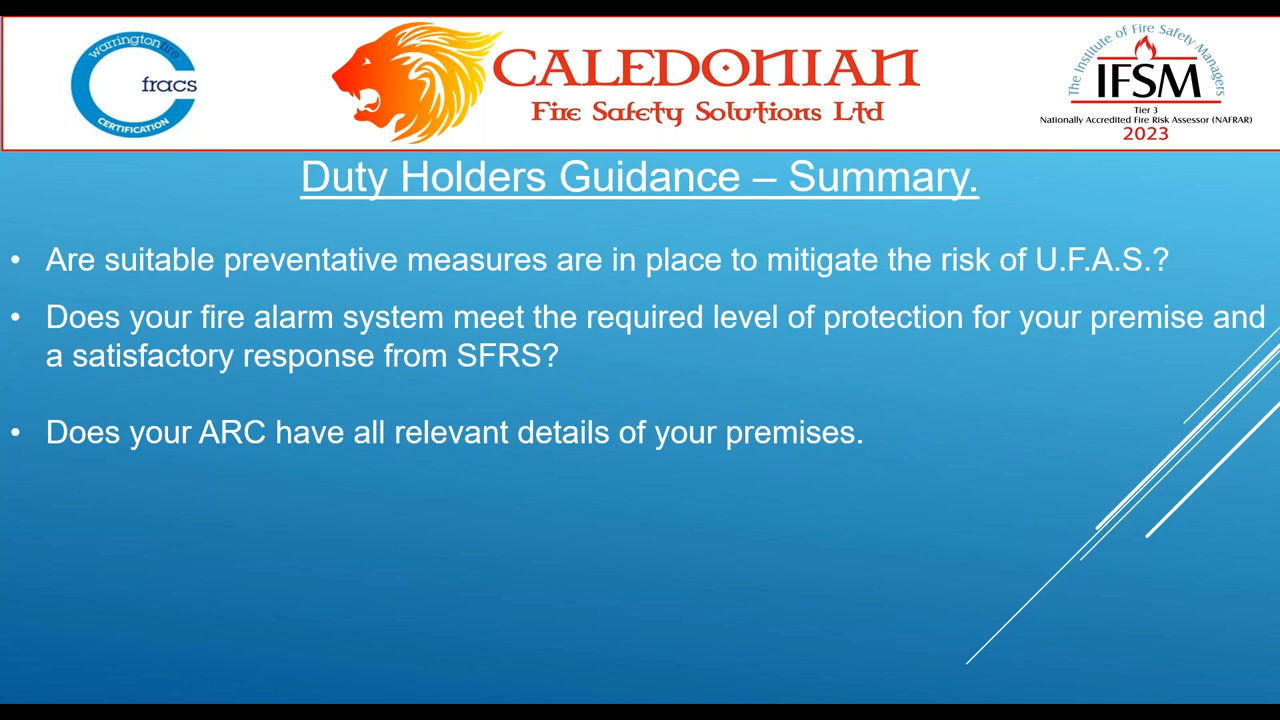 warringtonfire
fracs
CERTIFICATION
CALEDONIAN
Fire Safety Solutions Ltd
The Institute of Fire Safety Managers
IFSM
Tier 3
Nationally Accredited Fire Risk Assessor (NAFRAR)
2023
Duty Holders Guidance – Summary.
• Are suitable preventative measures are in place to mitigate the risk of U.F.A.S.?
• Does your fire alarm system meet the required level of protection for your premise and
a satisfactory response from SFRS?
• Does your ARC have all relevant details of your premises.